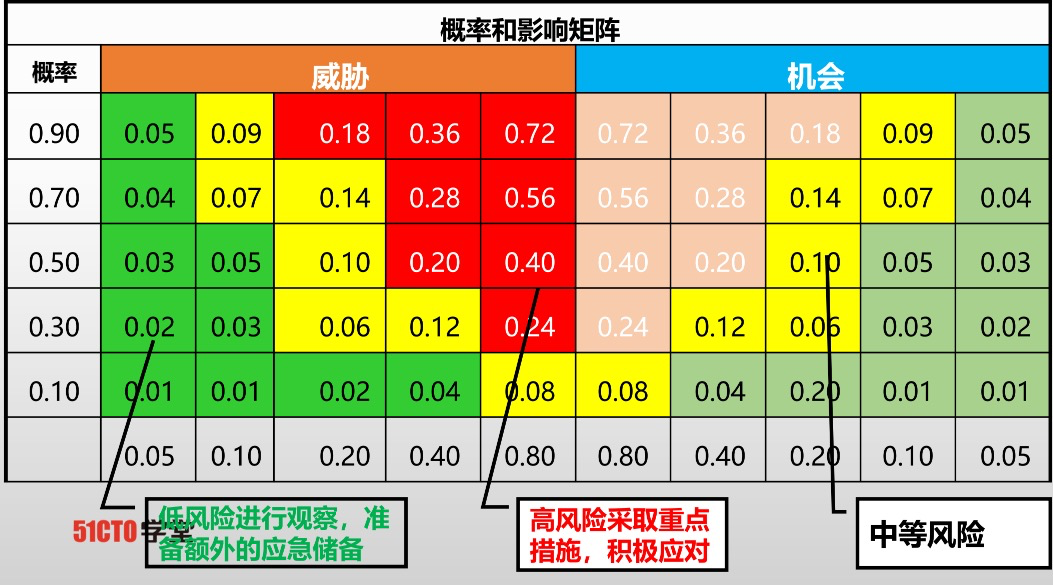 概率和影响矩阵
概率 威胁 机会
0.90 0.05 0.09 0.18 0.36 0.72 0.72 0.36 0.18 0.09 0.05
0.70 0.04 0.07 0.14 0.28 0.56 0.56 0.28 0.14 0.07 0.04
0.50 0.03 0.05 0.10 0.20 0.40 0.40 0.20 0.10 0.05 0.03
0.30 0.02 0.03 0.06 0.12 0.24 0.24 0.12 0.06 0.03 0.02
0.10 0.01 0.01 0.02 0.04 0.08 0.08 0.04 0.20 0.01 0.01
0.05 0.10 0.20 0.40 0.80 0.80 0.40 0.20 0.10 0.05
51CTO学堂
低风险进行观察，准
备额外的应急储备
高风险采取重点
措施，积极应对
中等风险